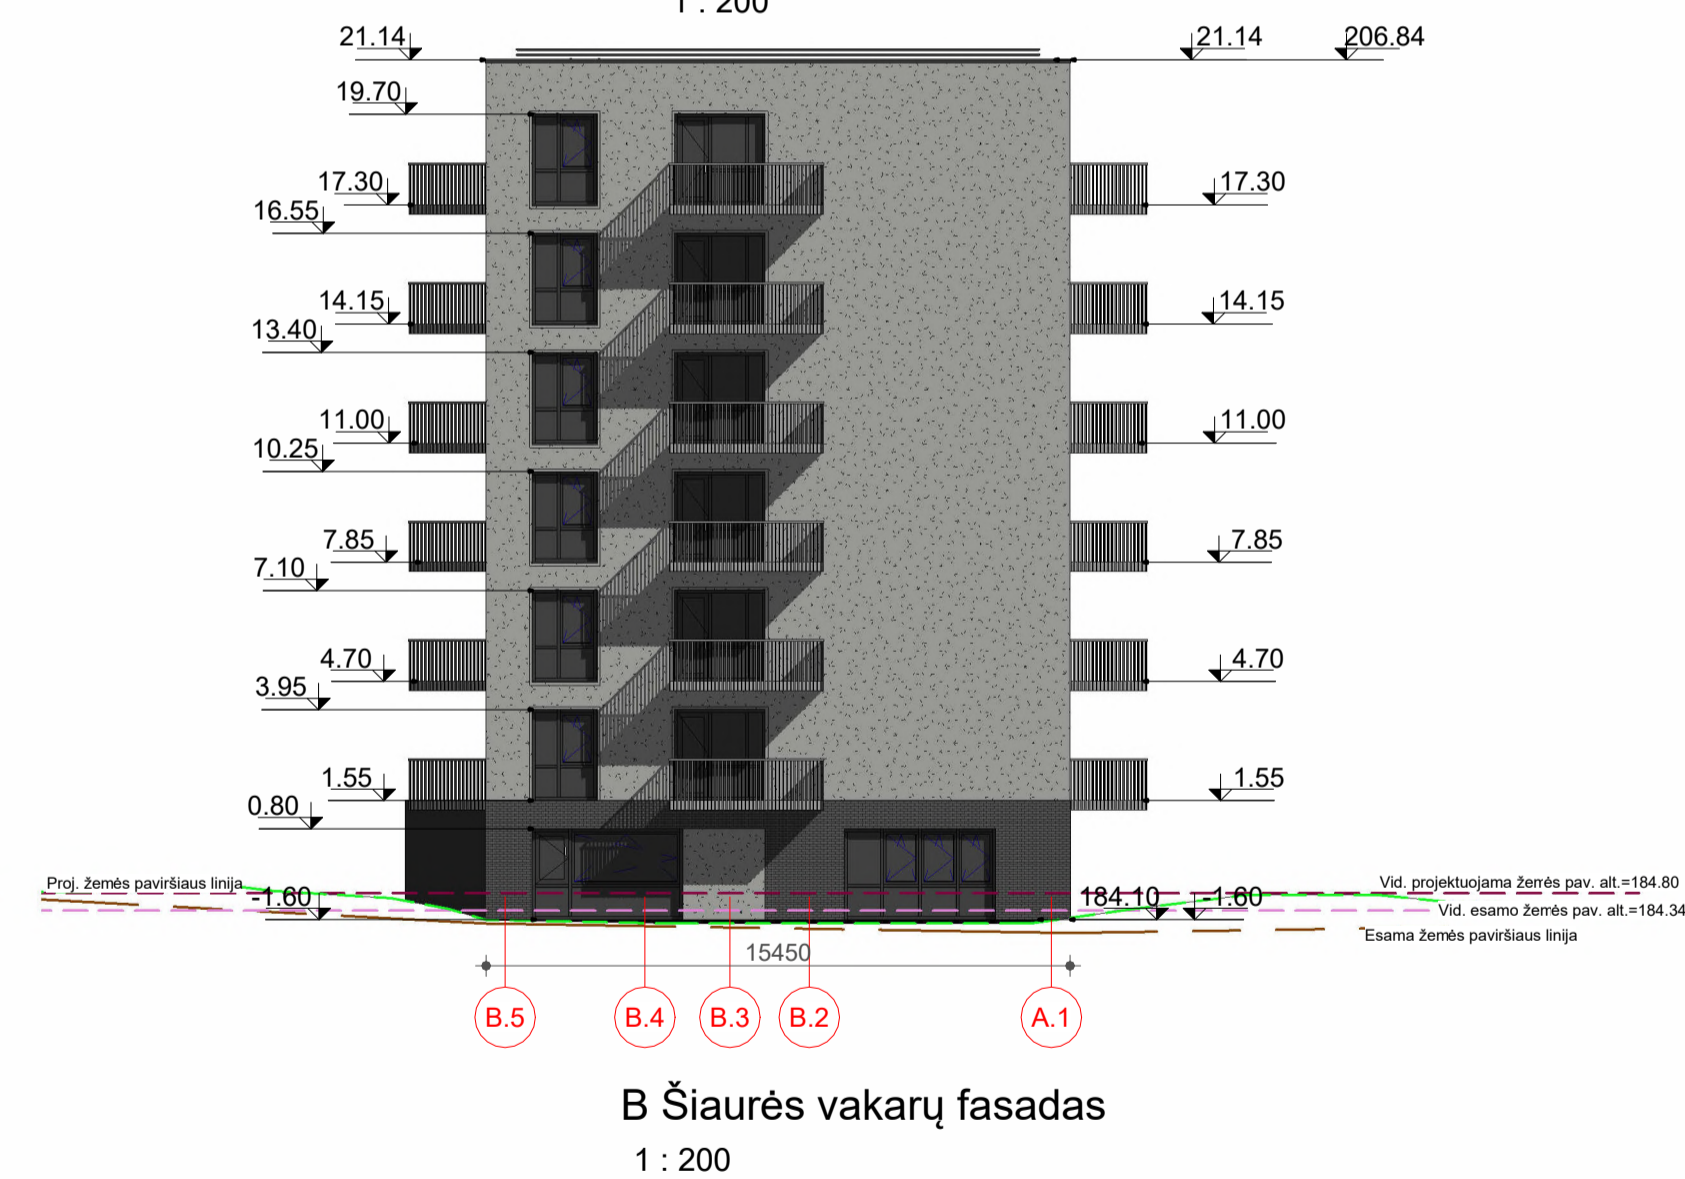 1 : 200
21.14 21.14 206.84
19.70
17.30 17.30
16.55
14.15 14.15
13.40
11.00 11.00
10.25
7.85 7.85
7.10
4.70 4.70
3.95
1.55 1.55
0.80
Proj. žemės paviršiaus linija Vid. projektuojama žemės pav. alt.=184.80
-1.60 184.10 -1.60
Vid. esamo žemės pav. alt.=184.34
Esama žemės paviršiaus linija
15450
B.5 B.4 B.3 B.2 A.1
B Šiaurės vakarų fasadas
1 : 200